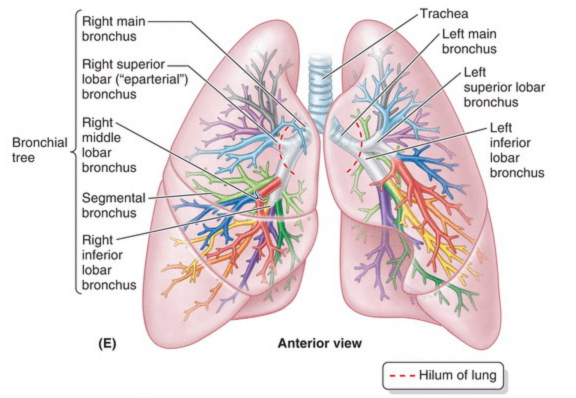 Right main
bronchus
Right superior
lobar ("eparterial")
bronchus
Right
middle
lobar
bronchus
Bronchial
tree
Segmental
bronchus
Right
inferior
lobar
bronchus
Trachea
Left main
bronchus
Left
superior lobar
bronchus
Left
inferior
lobar
bronchus
(E)
Anterior view
Hilum of lung